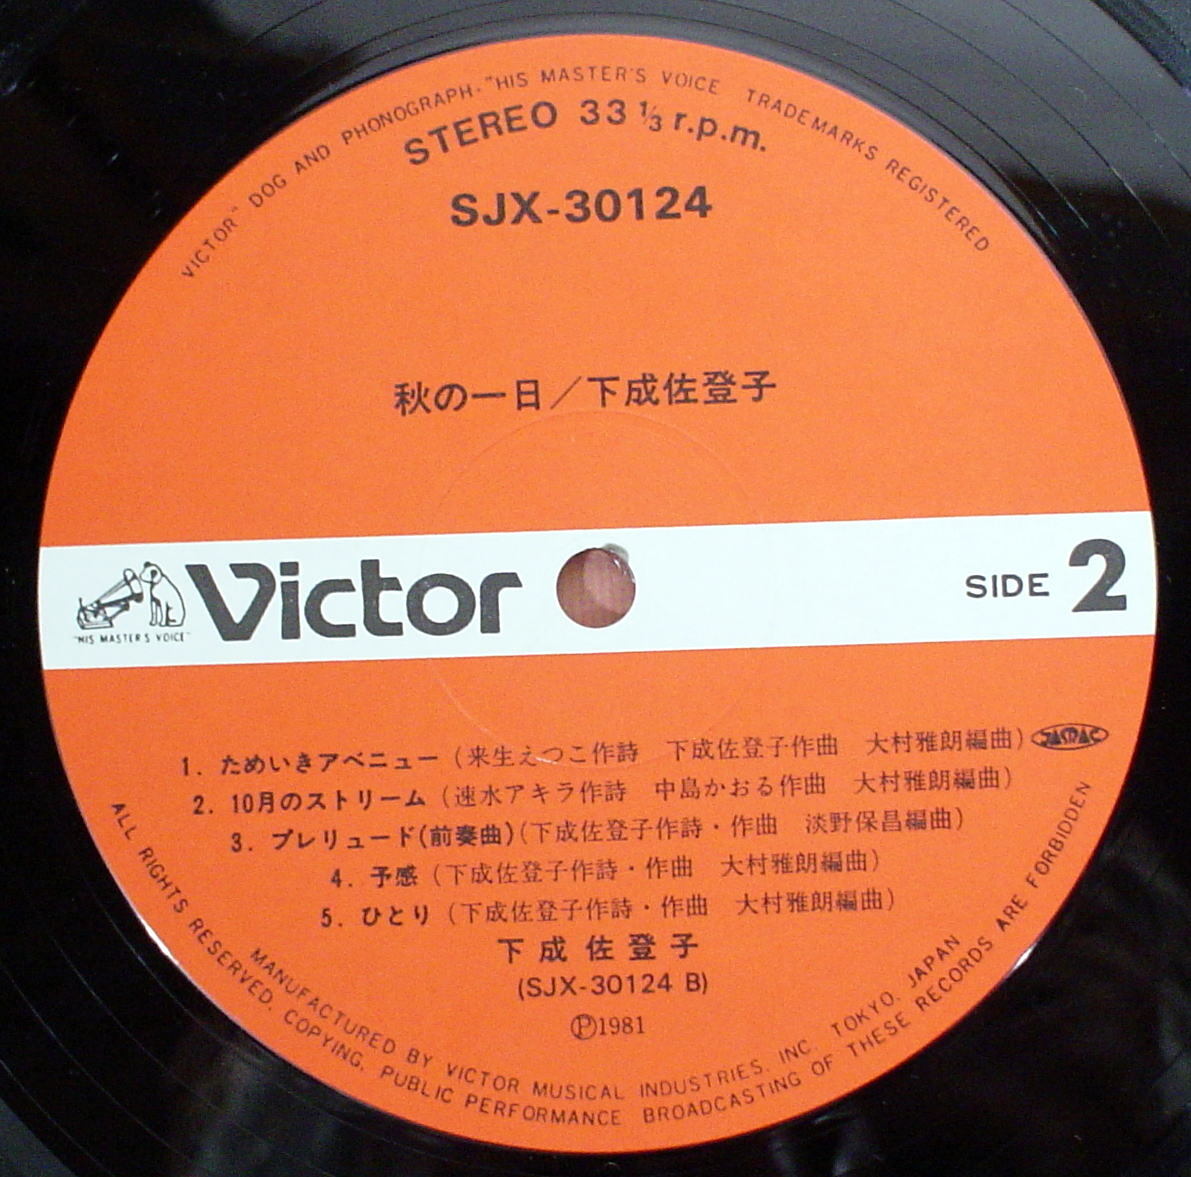 "VICTOR" DOG AND PHONOGRAPH-"HIS MASTER'S VOICE TRADEMARKS REGISTERED
STEREO 33 1/3 r.p.m.
SJX-30124
秋の一日／下成佐登子
"HIS MASTER'S VOICE"
Victor
SIDE 2
1. ためいきアベニュー (来生えつこ作詩 下成佐登子作曲 大村雅朗編曲) JASRAC
2. 10月のストリーム (速水アキラ作詩 中島かおる作曲 大村雅朗編曲)
3. プレリュード(前奏曲)(下成佐登子作詩・作曲 淡野保昌編曲)
4. 予感 (下成佐登子作詩・作曲 大村雅朗編曲)
5. ひとり (下成佐登子作詩・作曲 大村雅朗編曲)
下成佐登子
(SJX-30124 B)
Ⓟ1981
MANUFACTURED BY VICTOR MUSICAL INDUSTRIES, INC. TOKYO, JAPAN
ALL RIGHTS RESERVED. COPYING, PUBLIC PERFORMANCE BROADCASTING OF THESE RECORDS ARE FORBIDDEN